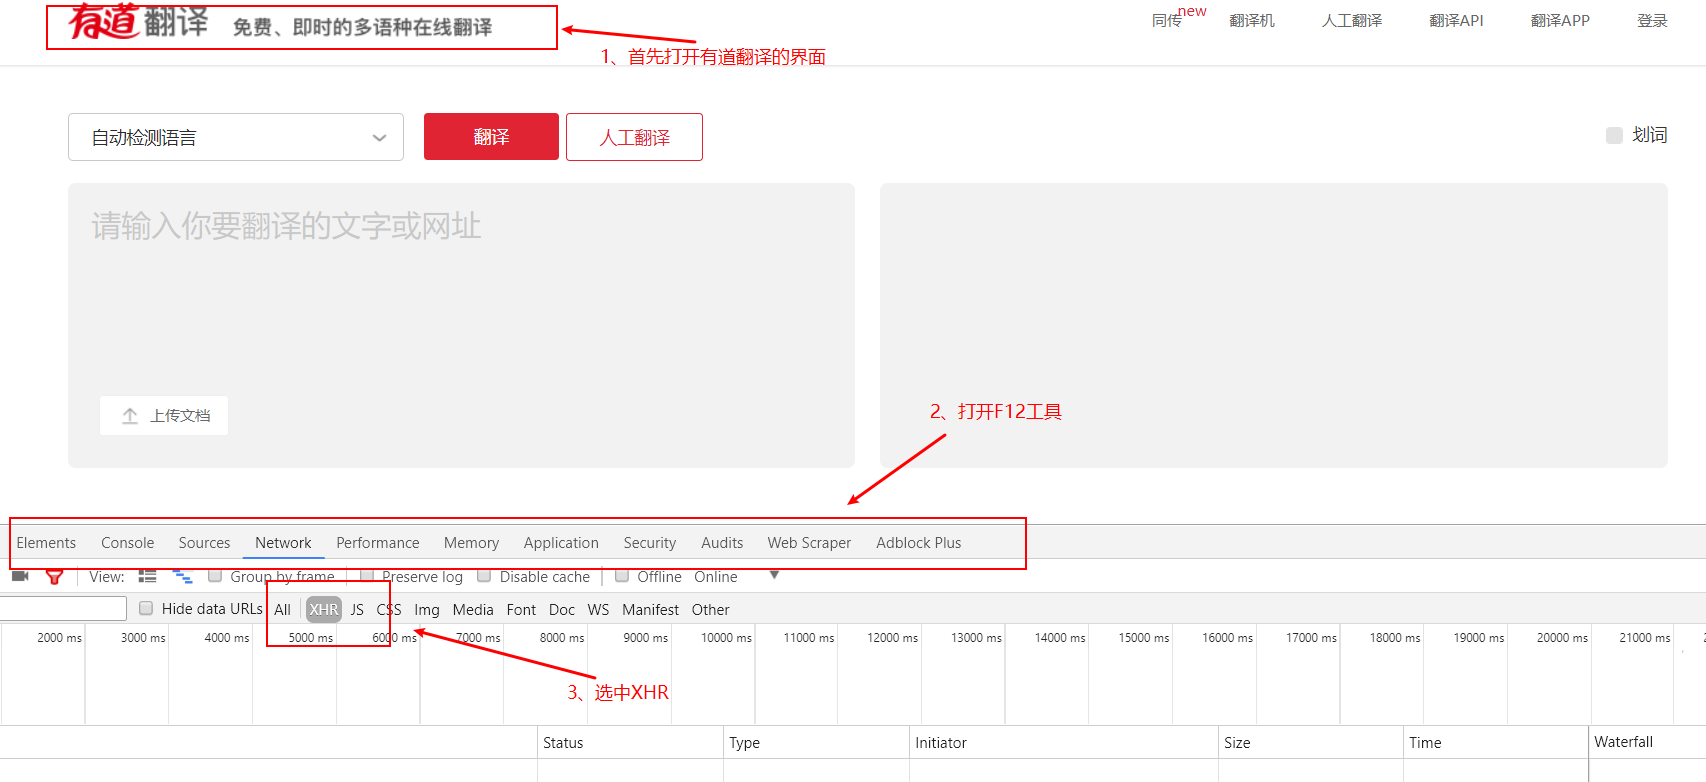 有道翻译 免费、即时的多语种在线翻译
同传new 翻译机 人工翻译 翻译API 翻译APP 登录
1、首先打开有道翻译的界面
自动检测语言 翻译 人工翻译 划词
请输入你要翻译的文字或网址
上传文档
2、打开F12工具
Elements Console Sources Network Performance Memory Application Security Audits Web Scraper Adblock Plus
View: Group by frame Preserve log Disable cache Offline Online
Hide data URLs All XHR JS CSS Img Media Font Doc WS Manifest Other
2000 ms 3000 ms 4000 ms 5000 ms 6000 ms 7000 ms 8000 ms 9000 ms 10000 ms 11000 ms 12000 ms 13000 ms 14000 ms 15000 ms 16000 ms 17000 ms 18000 ms 19000 ms 20000 ms 21000 ms
3、选中XHR
Status Type Initiator Size Time Waterfall